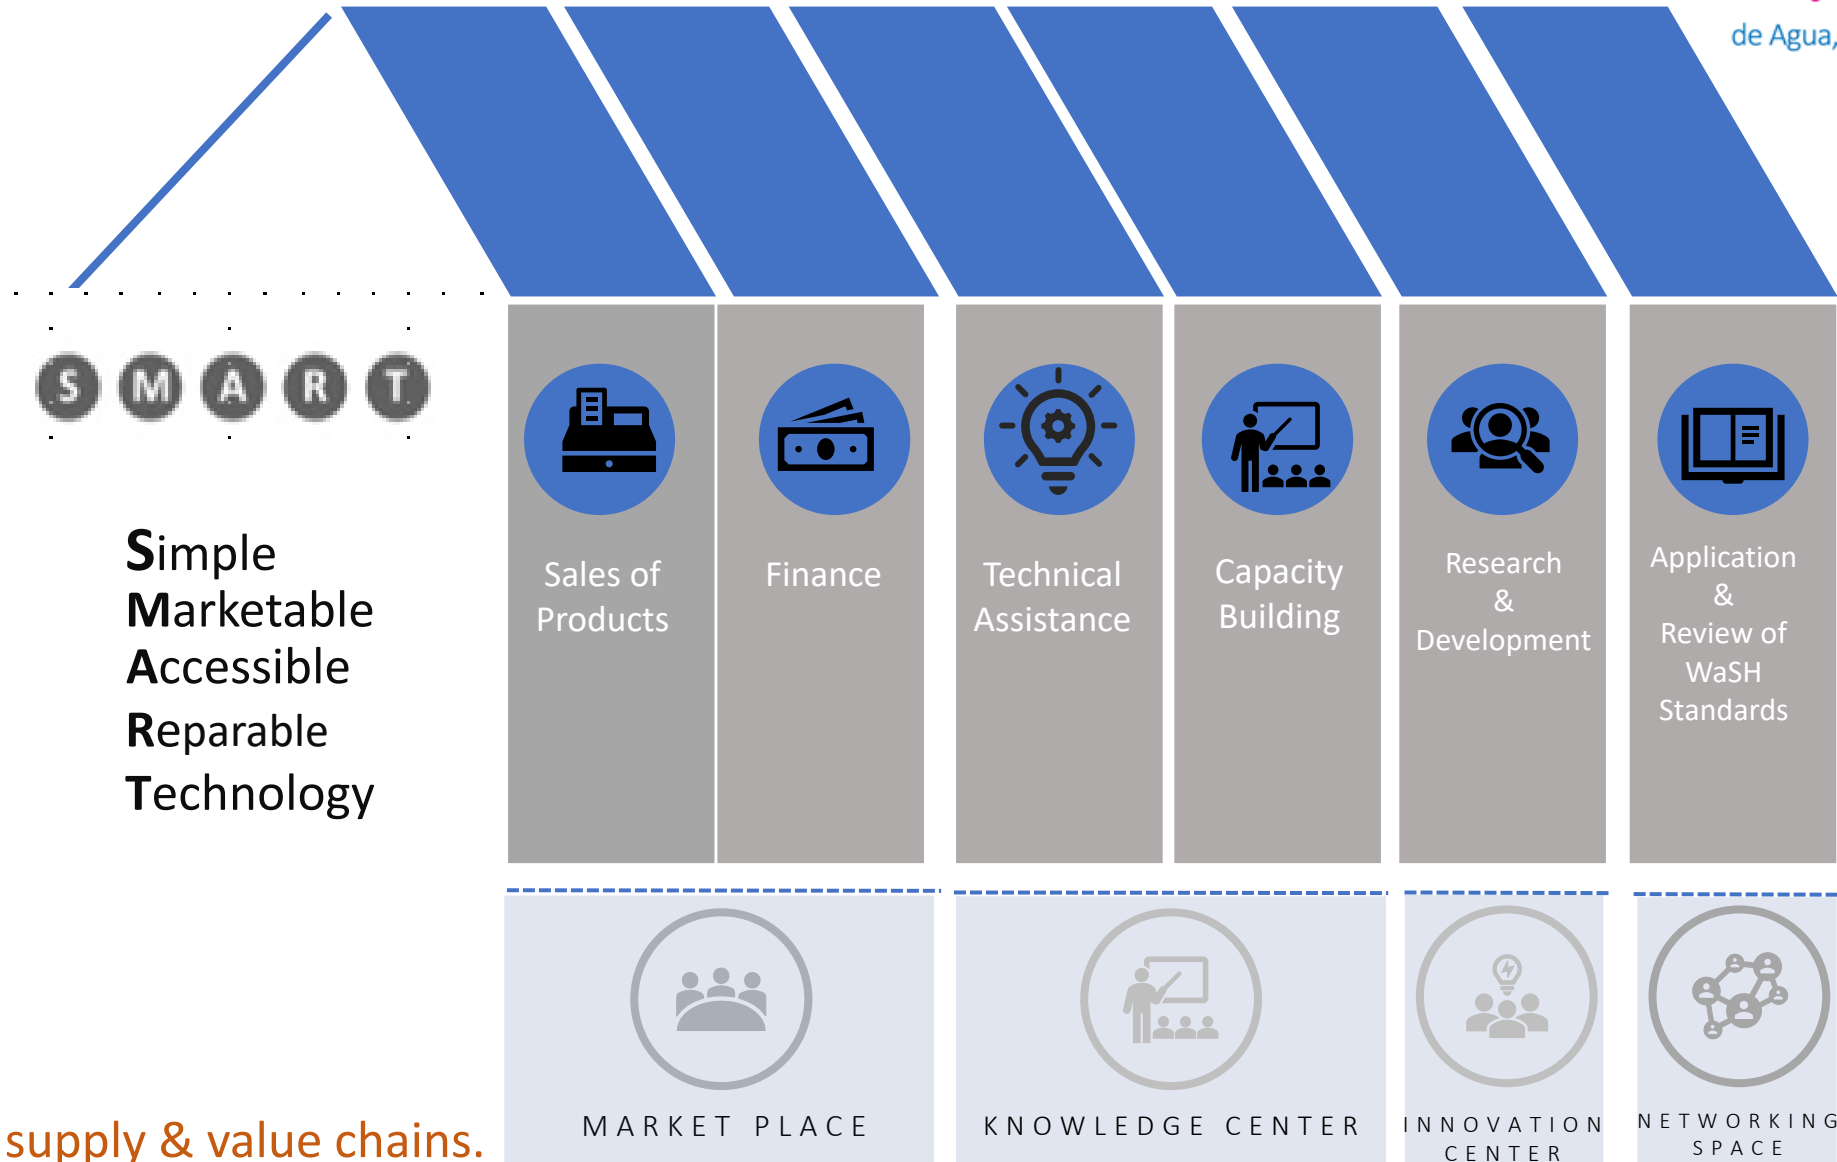 de Agua,
S M A R T
Simple
Marketable
Accessible
Reparable
Technology
supply & value chains.
Sales of
Products
Finance
Technical
Assistance
Capacity
Building
Research
&
Development
Application
&
Review of
WaSH
Standards
MARKET PLACE
KNOWLEDGE CENTER
INNOVATION
CENTER
NETWORKING
SPACE